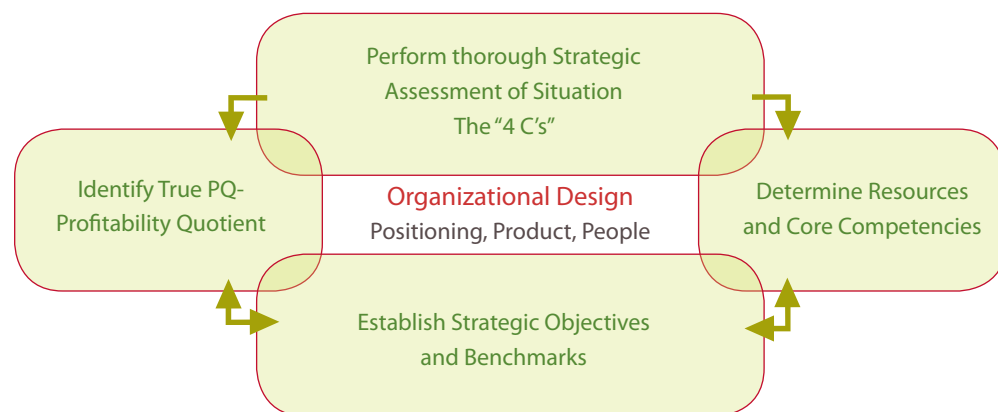 Perform thorough Strategic
Assessment of Situation
The “4 C’s”
Identify True PQ-
Profitability Quotient
Organizational Design
Positioning, Product, People
Determine Resources
and Core Competencies
Establish Strategic Objectives
and Benchmarks